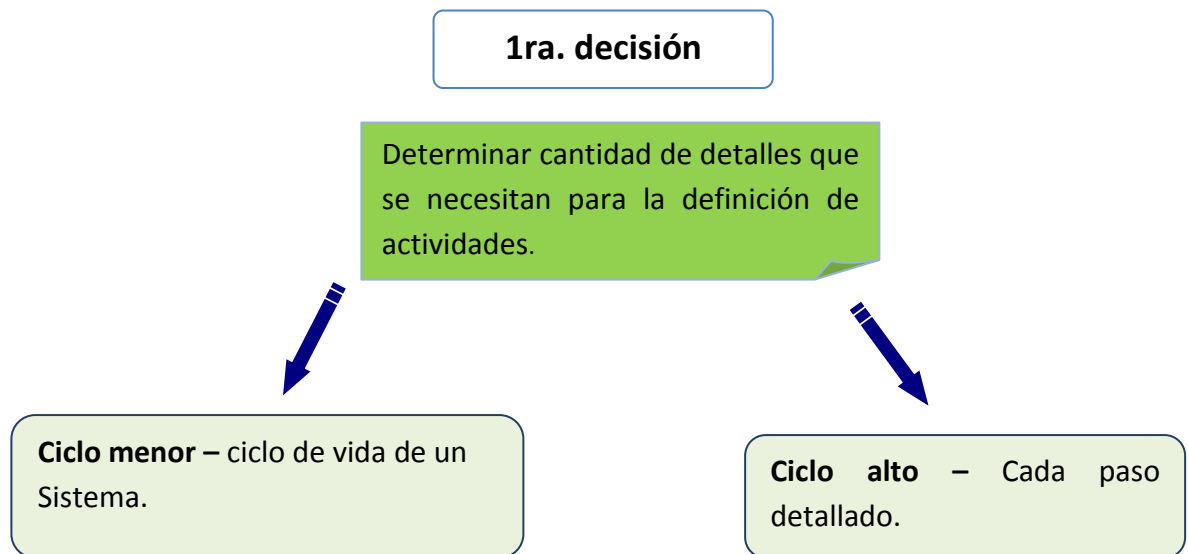 1ra. decisión
Determinar cantidad de detalles que
se necesitan para la definición de
actividades.
Ciclo menor – ciclo de vida de un
Sistema.
Ciclo alto – Cada paso
detallado.